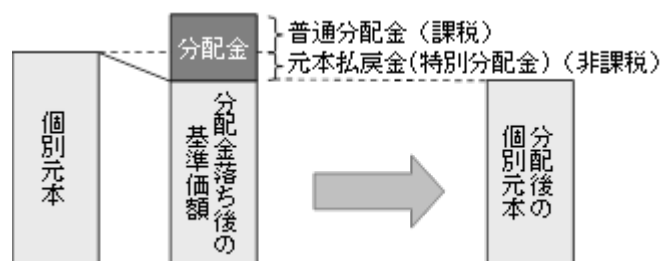 分配金
普通分配金（課税）
元本払戻金(特別分配金)（非課税）
個別元本
分配金落ち後の
基準価額
分配後の
個別元本